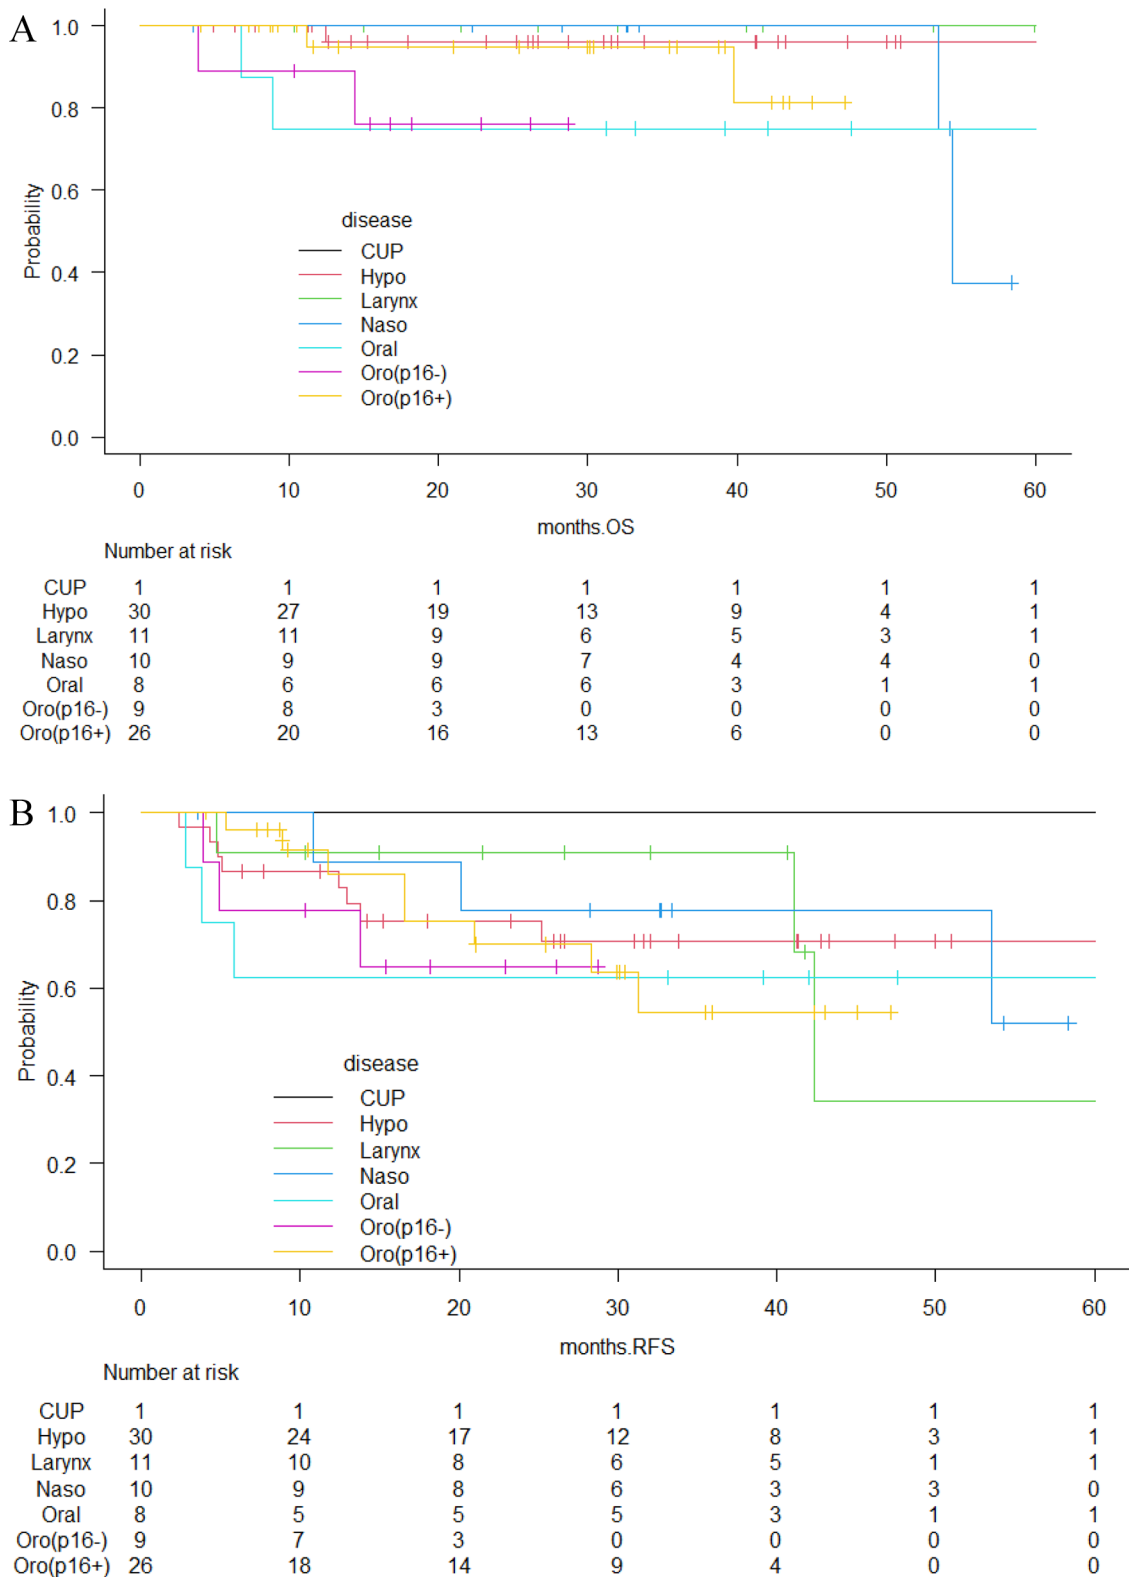 A
1.0
0.8
0.6
0.4
0.2
0.0
Probability
disease
CUP
Hypo
Larynx
Naso
Oral
Oro(p16-)
Oro(p16+)
0 10 20 30 40 50 60
months.OS
Number at risk
CUP 1 1 1 1 1 1 1
Hypo 30 27 19 13 9 4 1
Larynx 11 11 9 6 5 3 1
Naso 10 9 9 7 4 4 0
Oral 8 6 6 6 3 1 1
Oro(p16-) 9 8 3 0 0 0 0
Oro(p16+) 26 20 16 13 6 0 0
B
1.0
0.8
0.6
0.4
0.2
0.0
Probability
disease
CUP
Hypo
Larynx
Naso
Oral
Oro(p16-)
Oro(p16+)
0 10 20 30 40 50 60
months.RFS
Number at risk
CUP 1 1 1 1 1 1 1
Hypo 30 24 17 12 8 3 1
Larynx 11 10 8 6 5 1 1
Naso 10 9 8 6 3 3 0
Oral 8 5 5 5 3 1 1
Oro(p16-) 9 7 3 0 0 0 0
Oro(p16+) 26 18 14 9 4 0 0